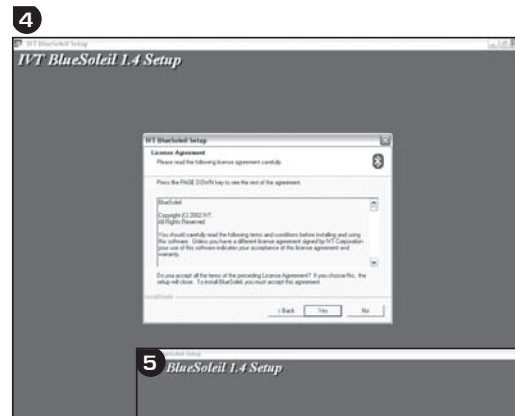 4
IVT BlueSoleil Setup
IVT BlueSoleil 1.4 Setup
IVT BlueSoleil Setup
License Agreement
Please read the following license agreement carefully.
Press the PAGE DOWN key to see the rest of the agreement.
BlueSoleil
Copyright (C) 2002 IVT.
All Rights Reserved.
You should carefully read the following terms and conditions before installing and using
this software. Unless you have a different license agreement signed by IVT Corporation
your use of this software indicates your acceptance of this license agreement and
warranty.
Do you accept all the terms of the preceding License Agreement? If you choose No, the
setup will close. To install BlueSoleil, you must accept this agreement.
InstallShield
< Back Yes No
BlueSoleil Setup
5
BlueSoleil 1.4 Setup